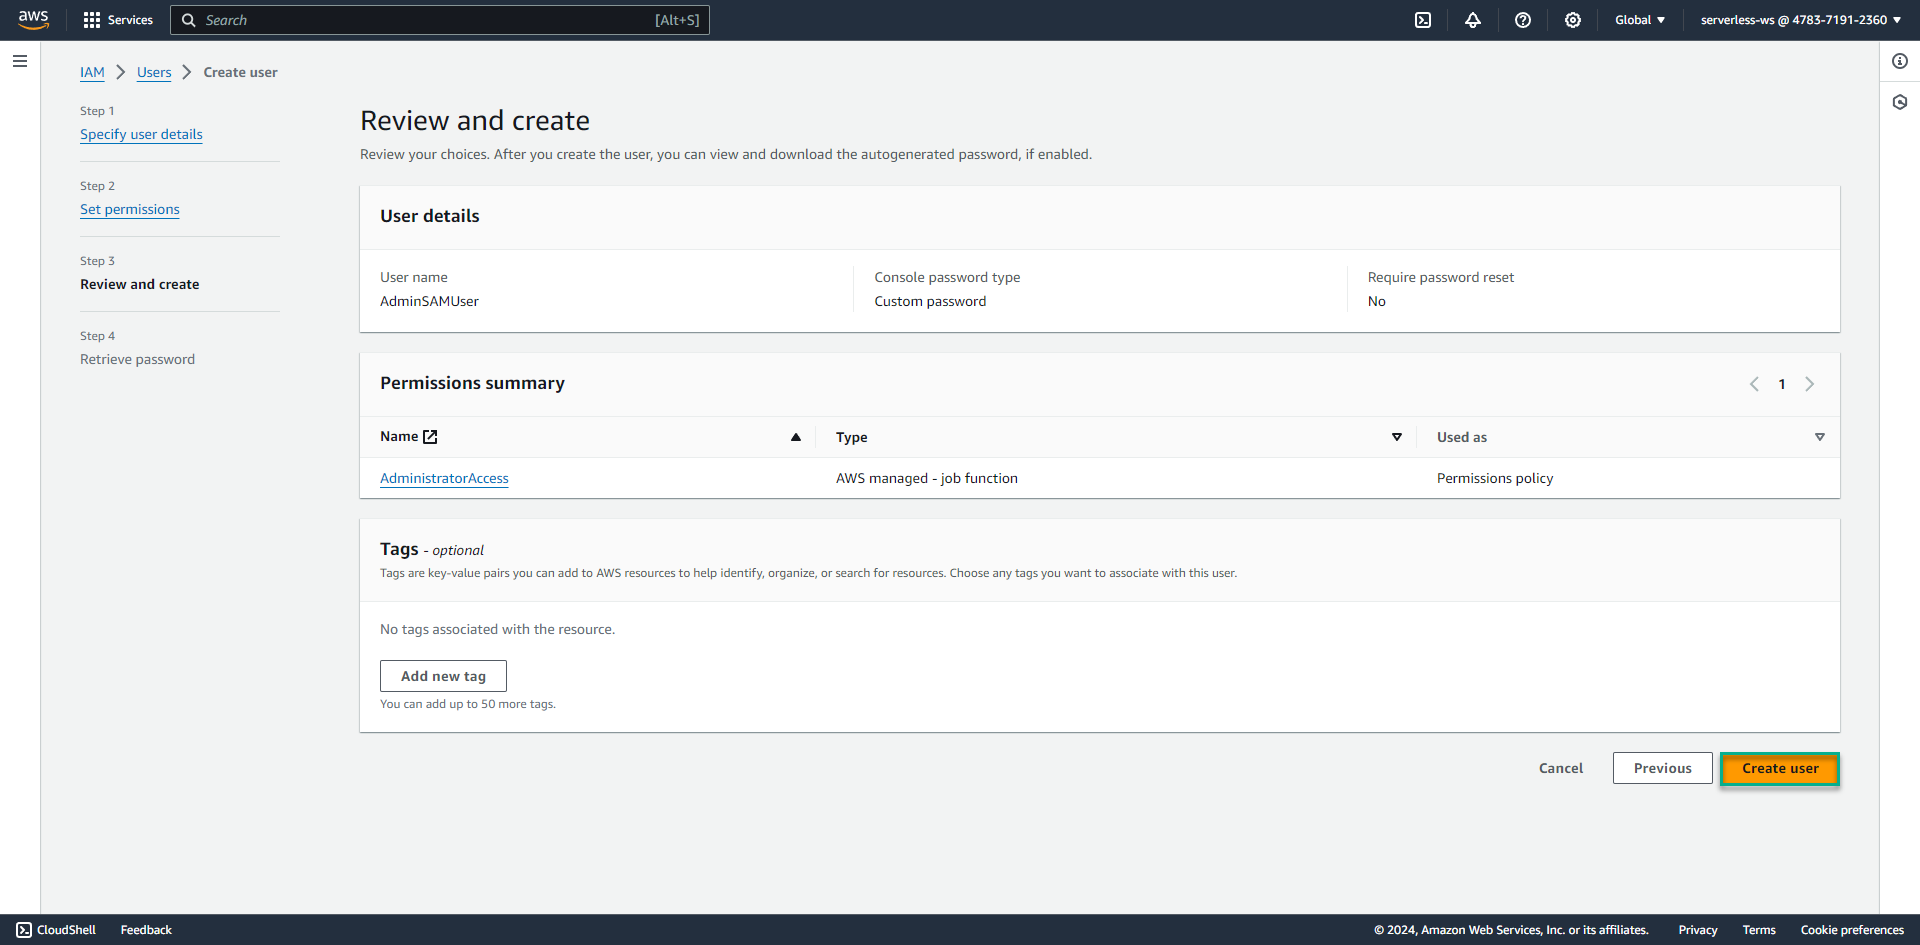 aws
Services
Search
[Alt+S]
Global
serverless-ws @ 4783-7191-2360
IAM
Users
Create user
Step 1
Specify user details
Step 2
Set permissions
Step 3
Review and create
Step 4
Retrieve password
Review and create
Review your choices. After you create the user, you can view and download the autogenerated password, if enabled.
User details
User name
AdminSAMUser
Console password type
Custom password
Require password reset
No
Permissions summary
1
Name
Type
Used as
AdministratorAccess
AWS managed - job function
Permissions policy
Tags - optional
Tags are key-value pairs you can add to AWS resources to help identify, organize, or search for resources. Choose any tags you want to associate with this user.
No tags associated with the resource.
Add new tag
You can add up to 50 more tags.
Cancel
Previous
Create user
CloudShell
Feedback
© 2024, Amazon Web Services, Inc. or its affiliates.
Privacy
Terms
Cookie preferences